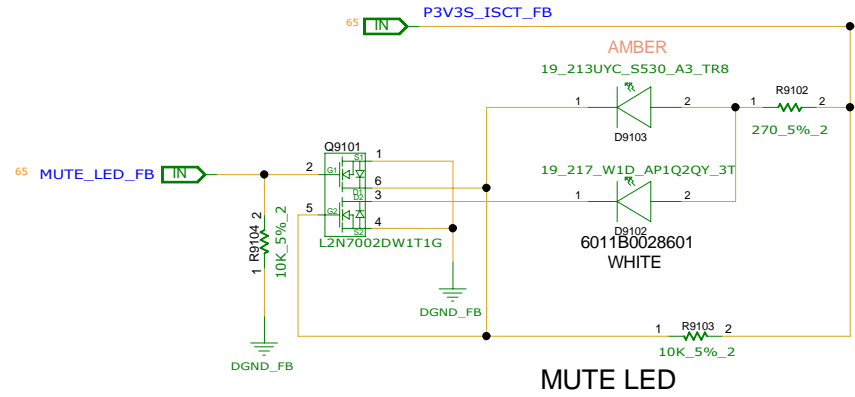 P3V3S_ISCT_FB
65 IN
AMBER
19_213UYC_S530_A3_TR8
1 2
D9103
R9102
1 2
270_5%_2
65 MUTE_LED_FB IN
Q9101
2 G1 S1 1
D1 6
D2 3
5 G2 S2 4
L2N7002DW1T1G
19_217_W1D_AP1Q2QY_3T
1 2
D9102
6011B0028601
WHITE
1 R9104 2
10K_5%_2
DGND_FB
DGND_FB
1 R9103 2
10K_5%_2
MUTE LED